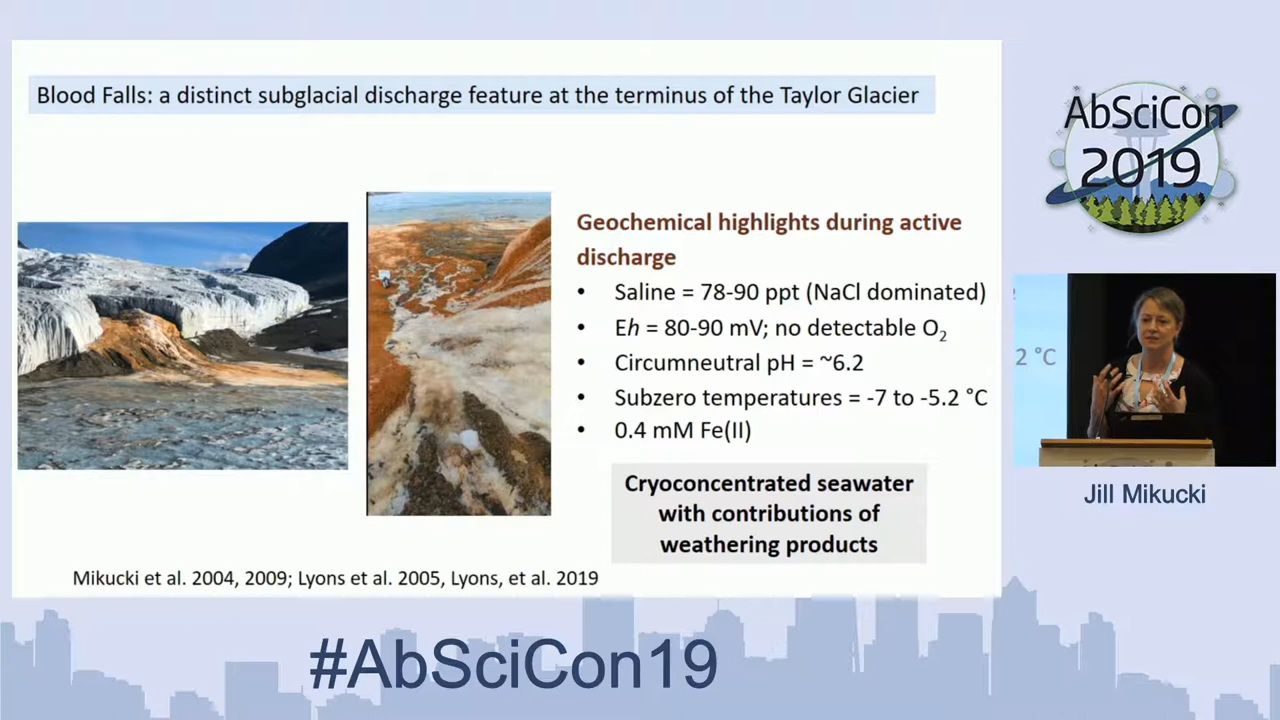 Blood Falls: a distinct subglacial discharge feature at the terminus of the Taylor Glacier
Geochemical highlights during active
discharge
• Saline = 78-90 ppt (NaCl dominated)
• Eh = 80-90 mV; no detectable O2
• Circumneutral pH = ~6.2
• Subzero temperatures = -7 to -5.2 °C
• 0.4 mM Fe(II)
Cryoconcentrated seawater
with contributions of
weathering products
Mikucki et al. 2004, 2009; Lyons et al. 2005, Lyons, et al. 2019
AbSciCon
2019
2 °C
Jill Mikucki
#AbSciCon19